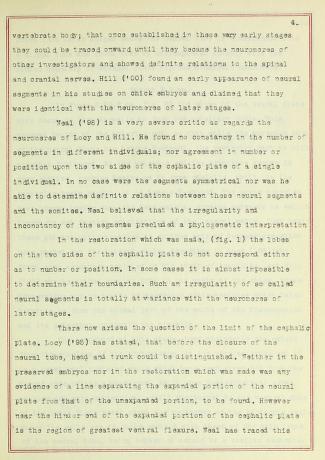 4.
vertebrate body; that once established in these very early stages
they could be traced onward until they became the neuromeres of
other investigators and showed definite relations to the spinal
and cranial nerves. Hill ('00) found an early appearance of neural
segments in his studies on chick embryos and claimed that they
were identical with the neuromeres of later stages.
Neal ('98) is a very severe critic as regards the
neuromeres of Locy and Hill. He found no constancy in the number of
segments in different individuals; nor agreement in number or
position upon the two sides of the cephalic plate of a single
individual. In no case were the segments symmetrical nor was he
able to determine definite relations between these neural segments
and the somites. Neal believed that the irregularity and
inconstancy of the segments precluded a phylogenetic interpretation
In the restoration which was made, (fig. 1) the lobes
on the two sides of the cephalic plate do not correspond either
as to number or position. In some cases it is almost impossible
to determine their boundaries. Such an irregularity of so called
neural segments is totally at variance with the neuromeres of
later stages.
There now arises the question of the limit of the cephalic
plate. Locy ('95) has stated, that before the closure of the
neural tube, head and trunk could be distinguished. Neither in the
preserved embryos nor in the restoration which was made was any
evidence of a line separating the expanded portion of the neural
plate from that of the unexpanded portion, to be found. However
near the hinder end of the expanded portion of the cephalic plate
is the region of greatest ventral flexure. Neal has traced this